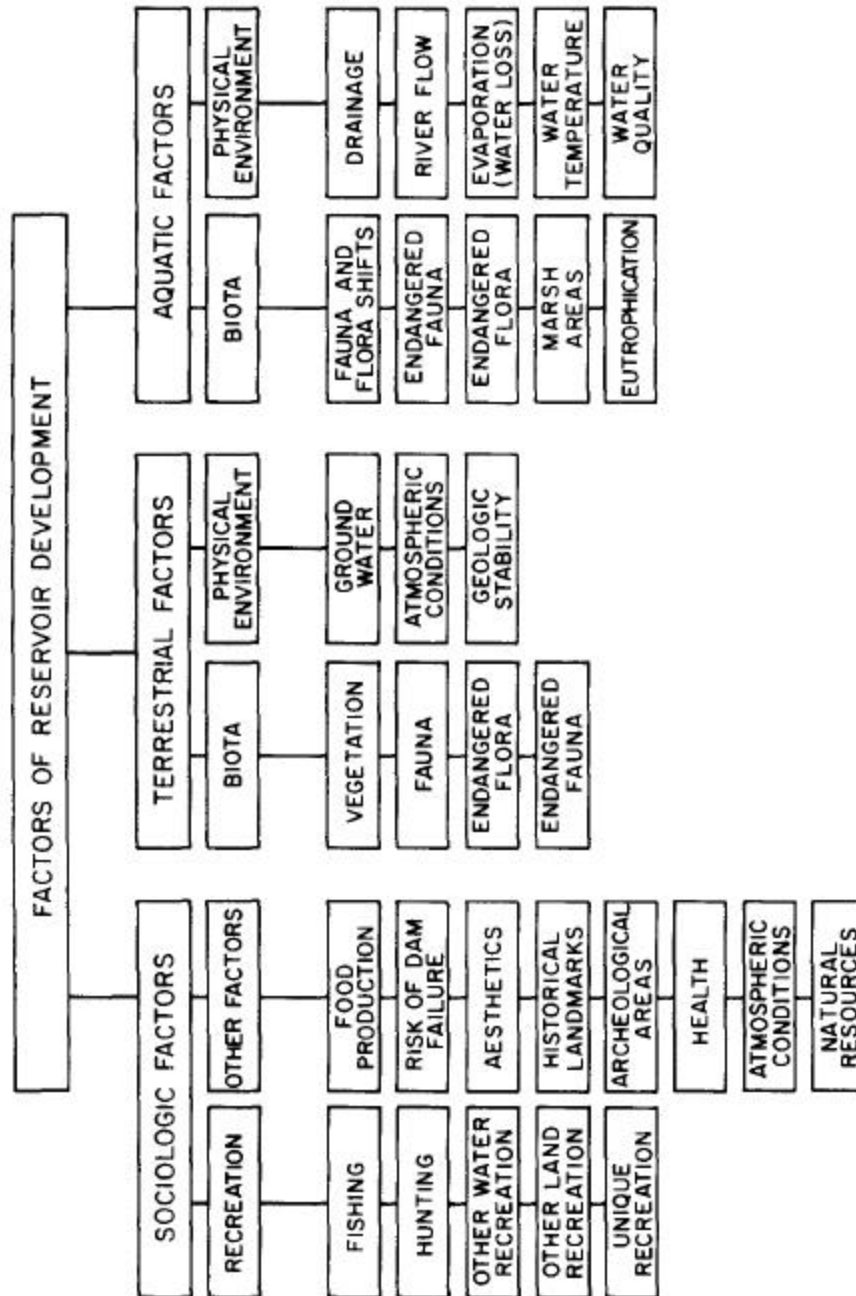 FACTORS OF RESERVOIR DEVELOPMENT
SOCIOLOGIC FACTORS
RECREATION
FISHING
HUNTING
OTHER WATER
RECREATION
OTHER LAND
RECREATION
UNIQUE
RECREATION
OTHER FACTORS
FOOD
PRODUCTION
RISK OF DAM
FAILURE
AESTHETICS
HISTORICAL
LANDMARKS
ARCHEOLOGICAL
AREAS
HEALTH
ATMOSPHERIC
CONDITIONS
NATURAL
RESOURCES
TERRESTRIAL FACTORS
BIOTA
VEGETATION
FAUNA
ENDANGERED
FLORA
ENDANGERED
FAUNA
PHYSICAL
ENVIRONMENT
GROUND
WATER
ATMOSPHERIC
CONDITIONS
GEOLOGIC
STABILITY
AQUATIC FACTORS
BIOTA
FAUNA AND
FLORA SHIFTS
ENDANGERED
FAUNA
ENDANGERED
FLORA
MARSH
AREAS
EUTROPHICATION
PHYSICAL
ENVIRONMENT
DRAINAGE
RIVER FLOW
EVAPORATION
(WATER LOSS)
WATER
TEMPERATURE
WATER
QUALITY